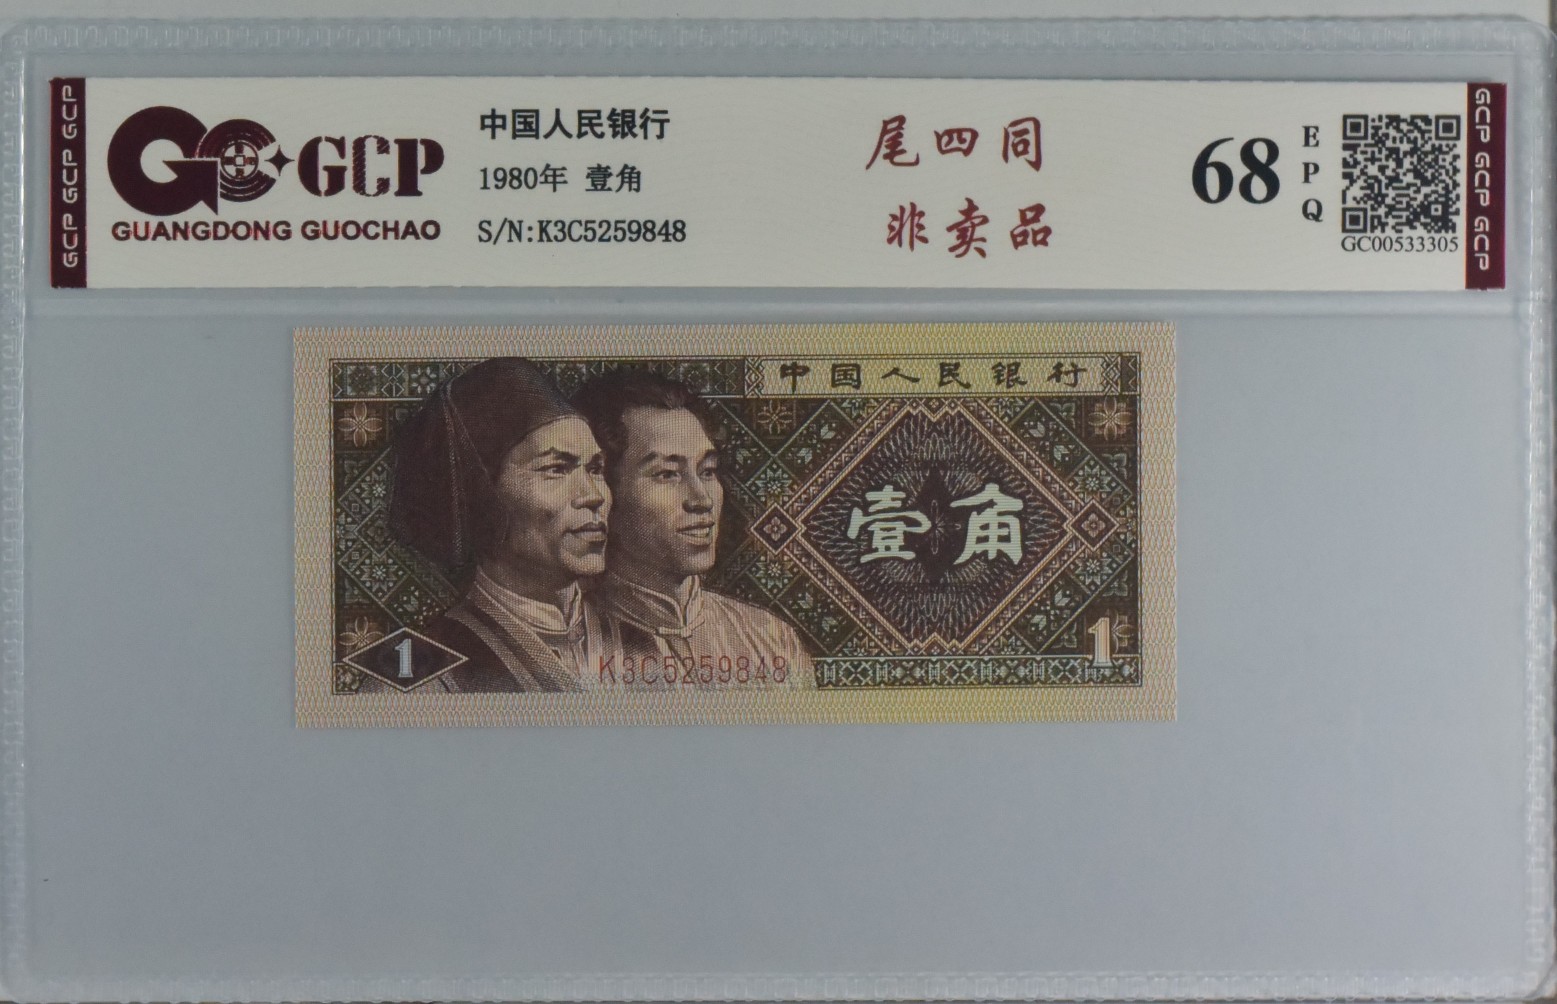 GCP GCP GCP
GCP
GUANGDONG GUOCHAO
中国人民银行
1980年 壹角
S/N:K3C5259848
尾四同
非卖品
68
EPQ
GC00533305
GCP GCP GCP
中国人民银行
壹角
1
K3C5259848
1